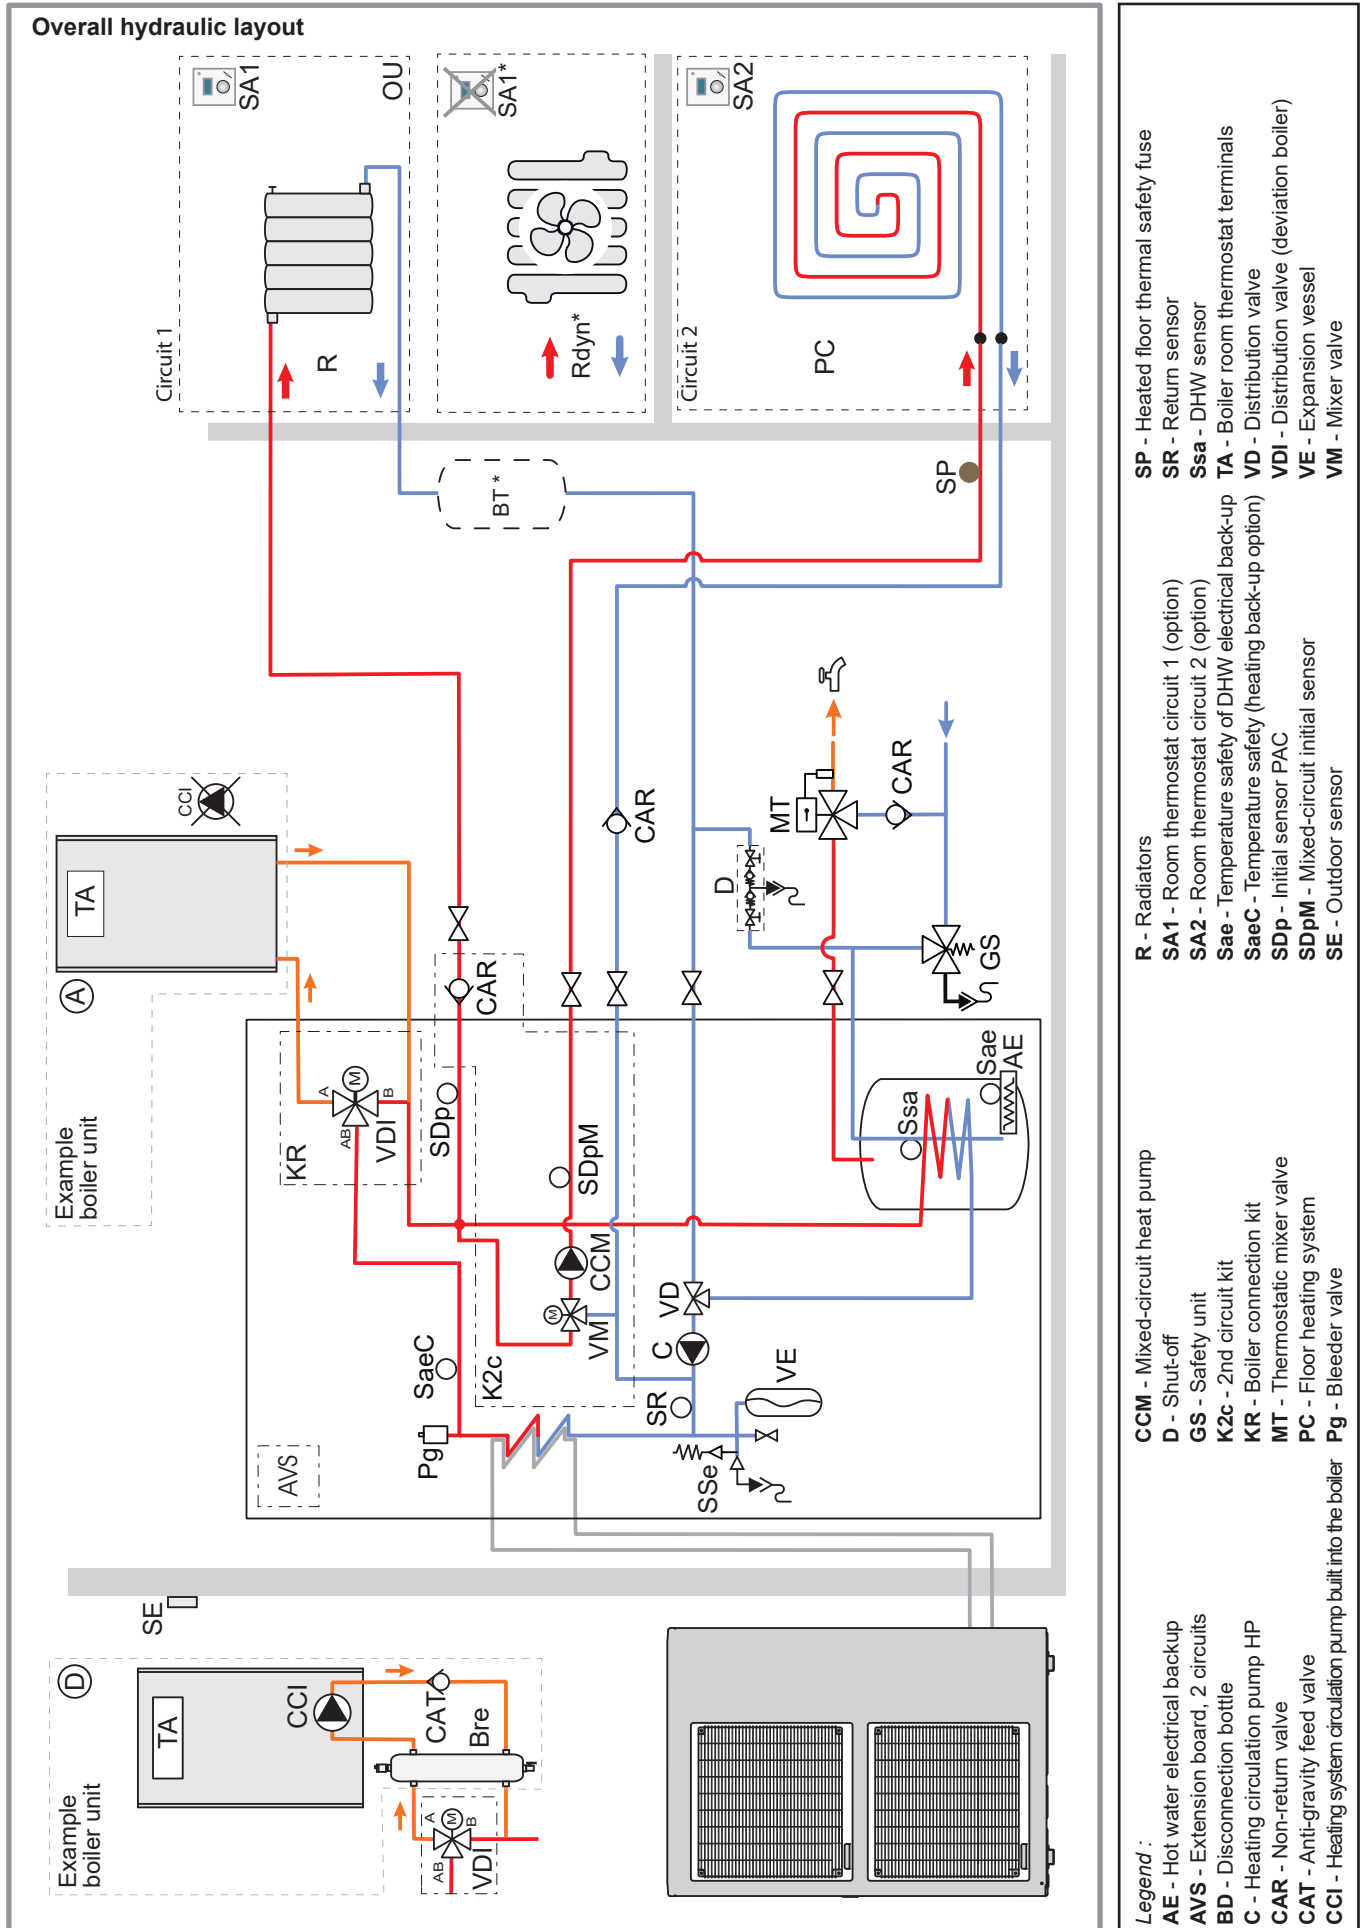 Overall hydraulic layout
Circuit 1
SA1
OU
R
SA1*
Rdyn*
Circuit 2
SA2
PC
BT *
SP
Example
boiler unit
A
TA
CCI
KR
A
M
AB
B
VDI
SDp
CAR
SDpM
CAR
D
MT
CAR
GS
Ssa
Sae
AE
K2c
CCM
M
VM
C
VD
SaeC
Pg
AVS
SR
SSe
VE
SE
Example
boiler unit
D
TA
CCI
CAT
Bre
A
M
AB
B
VDI
Legend :
AE - Hot water electrical backup
AVS - Extension board, 2 circuits
BD - Disconnection bottle
C - Heating circulation pump HP
CAR - Non-return valve
CAT - Anti-gravity feed valve
CCI - Heating system circulation pump built into the boiler
CCM - Mixed-circuit heat pump
D - Shut-off
GS - Safety unit
K2c - 2nd circuit kit
KR - Boiler connection kit
MT - Thermostatic mixer valve
PC - Floor heating system
Pg - Bleeder valve
R - Radiators
SA1 - Room thermostat circuit 1 (option)
SA2 - Room thermostat circuit 2 (option)
Sae - Temperature safety of DHW electrical back-up
SaeC - Temperature safety (heating back-up option)
SDp - Initial sensor PAC
SDpM - Mixed-circuit initial sensor
SE - Outdoor sensor
SP - Heated floor thermal safety fuse
SR - Return sensor
Ssa - DHW sensor
TA - Boiler room thermostat terminals
VD - Distribution valve
VDI - Distribution valve (deviation boiler)
VE - Expansion vessel
VM - Mixer valve